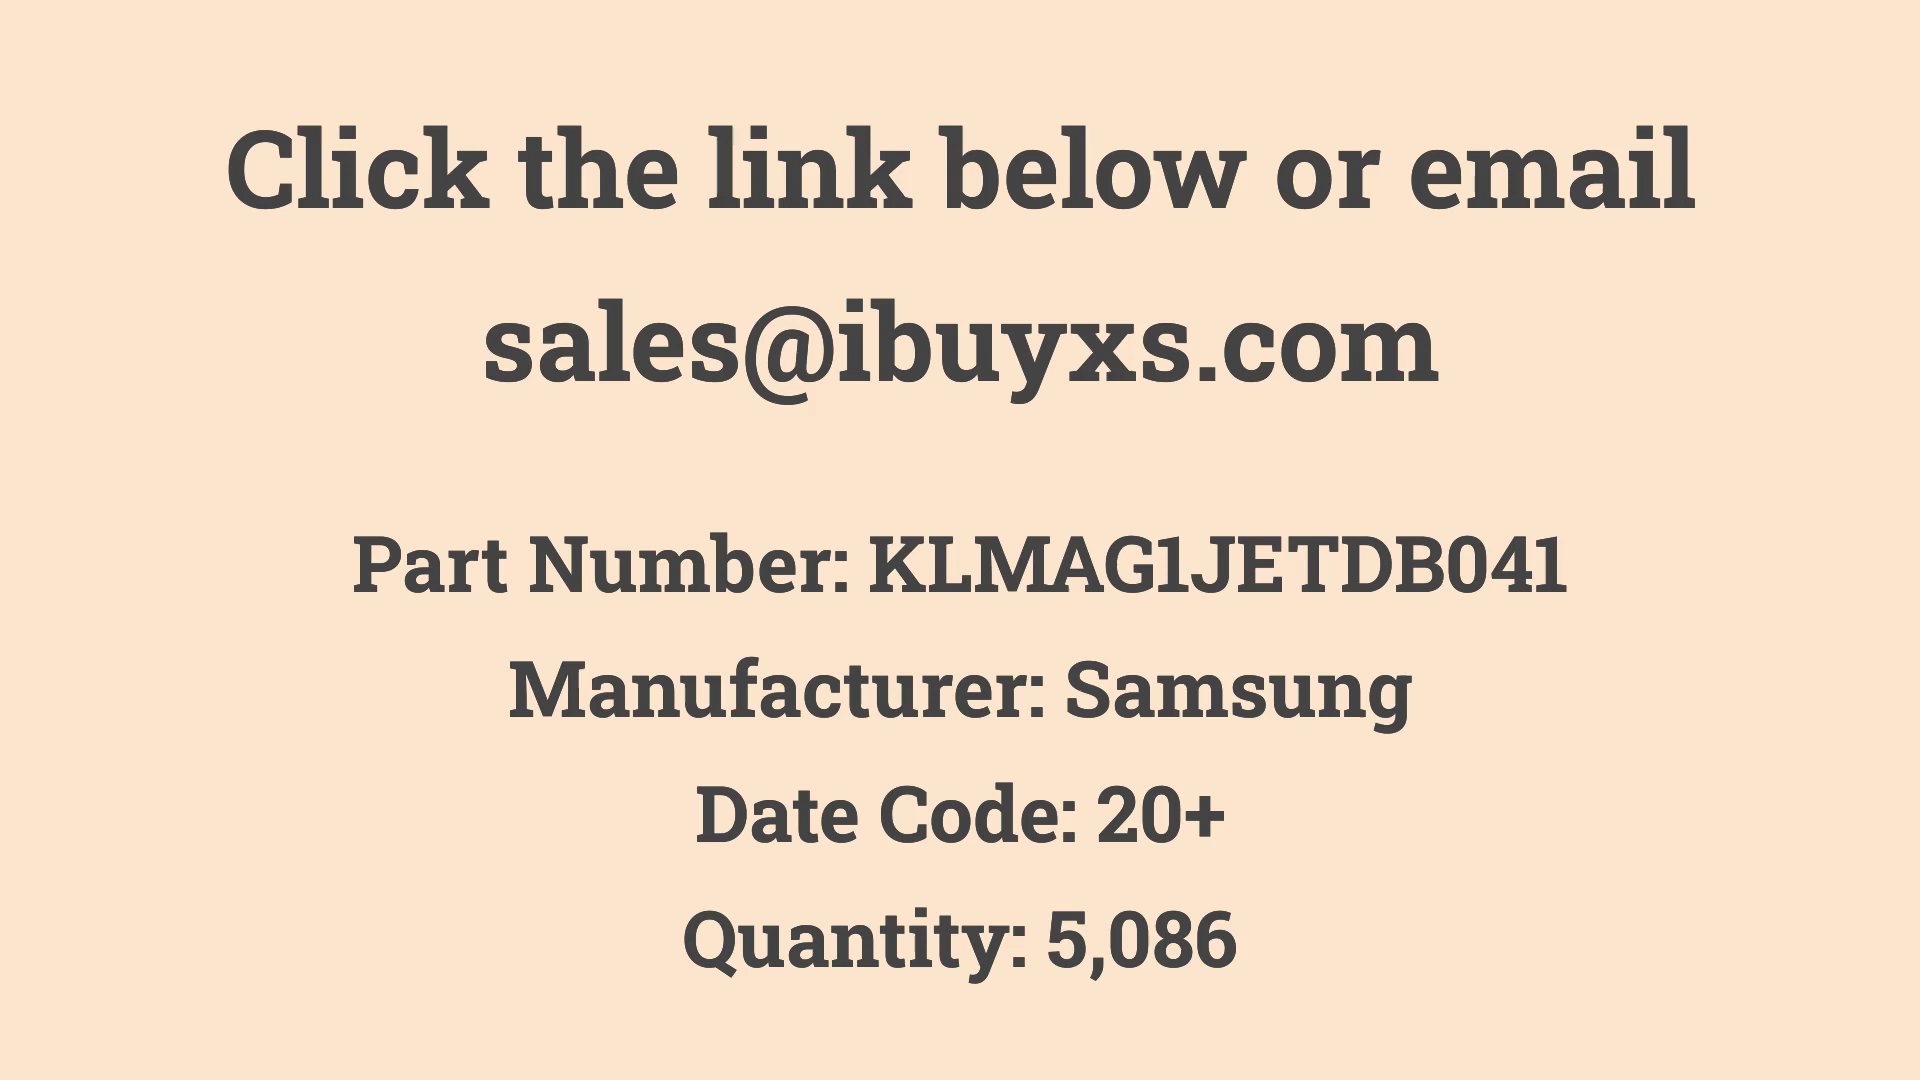 Click the link below or email
sales@ibuyxs.com
Part Number: KLMAG1JETDB041
Manufacturer: Samsung
Date Code: 20+
Quantity: 5,086